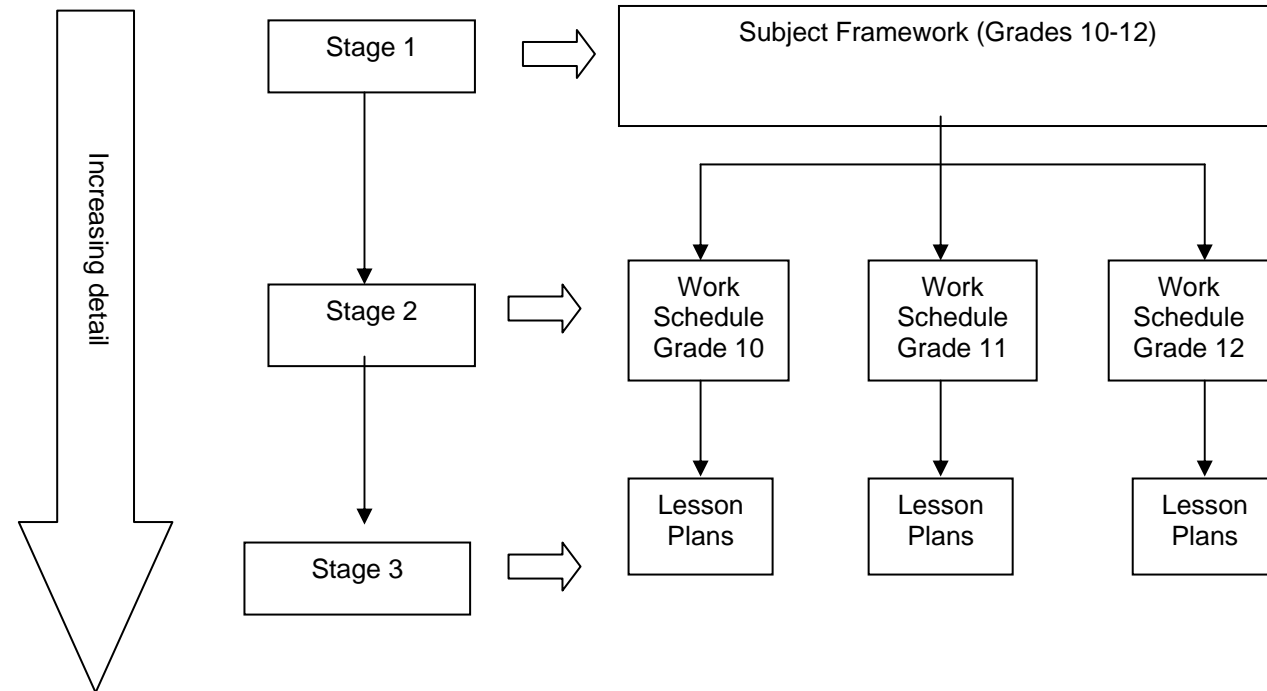 Increasing detail
Stage 1
Subject Framework (Grades 10-12)
Stage 2
Work
Schedule
Grade 10
Work
Schedule
Grade 11
Work
Schedule
Grade 12
Stage 3
Lesson
Plans
Lesson
Plans
Lesson
Plans